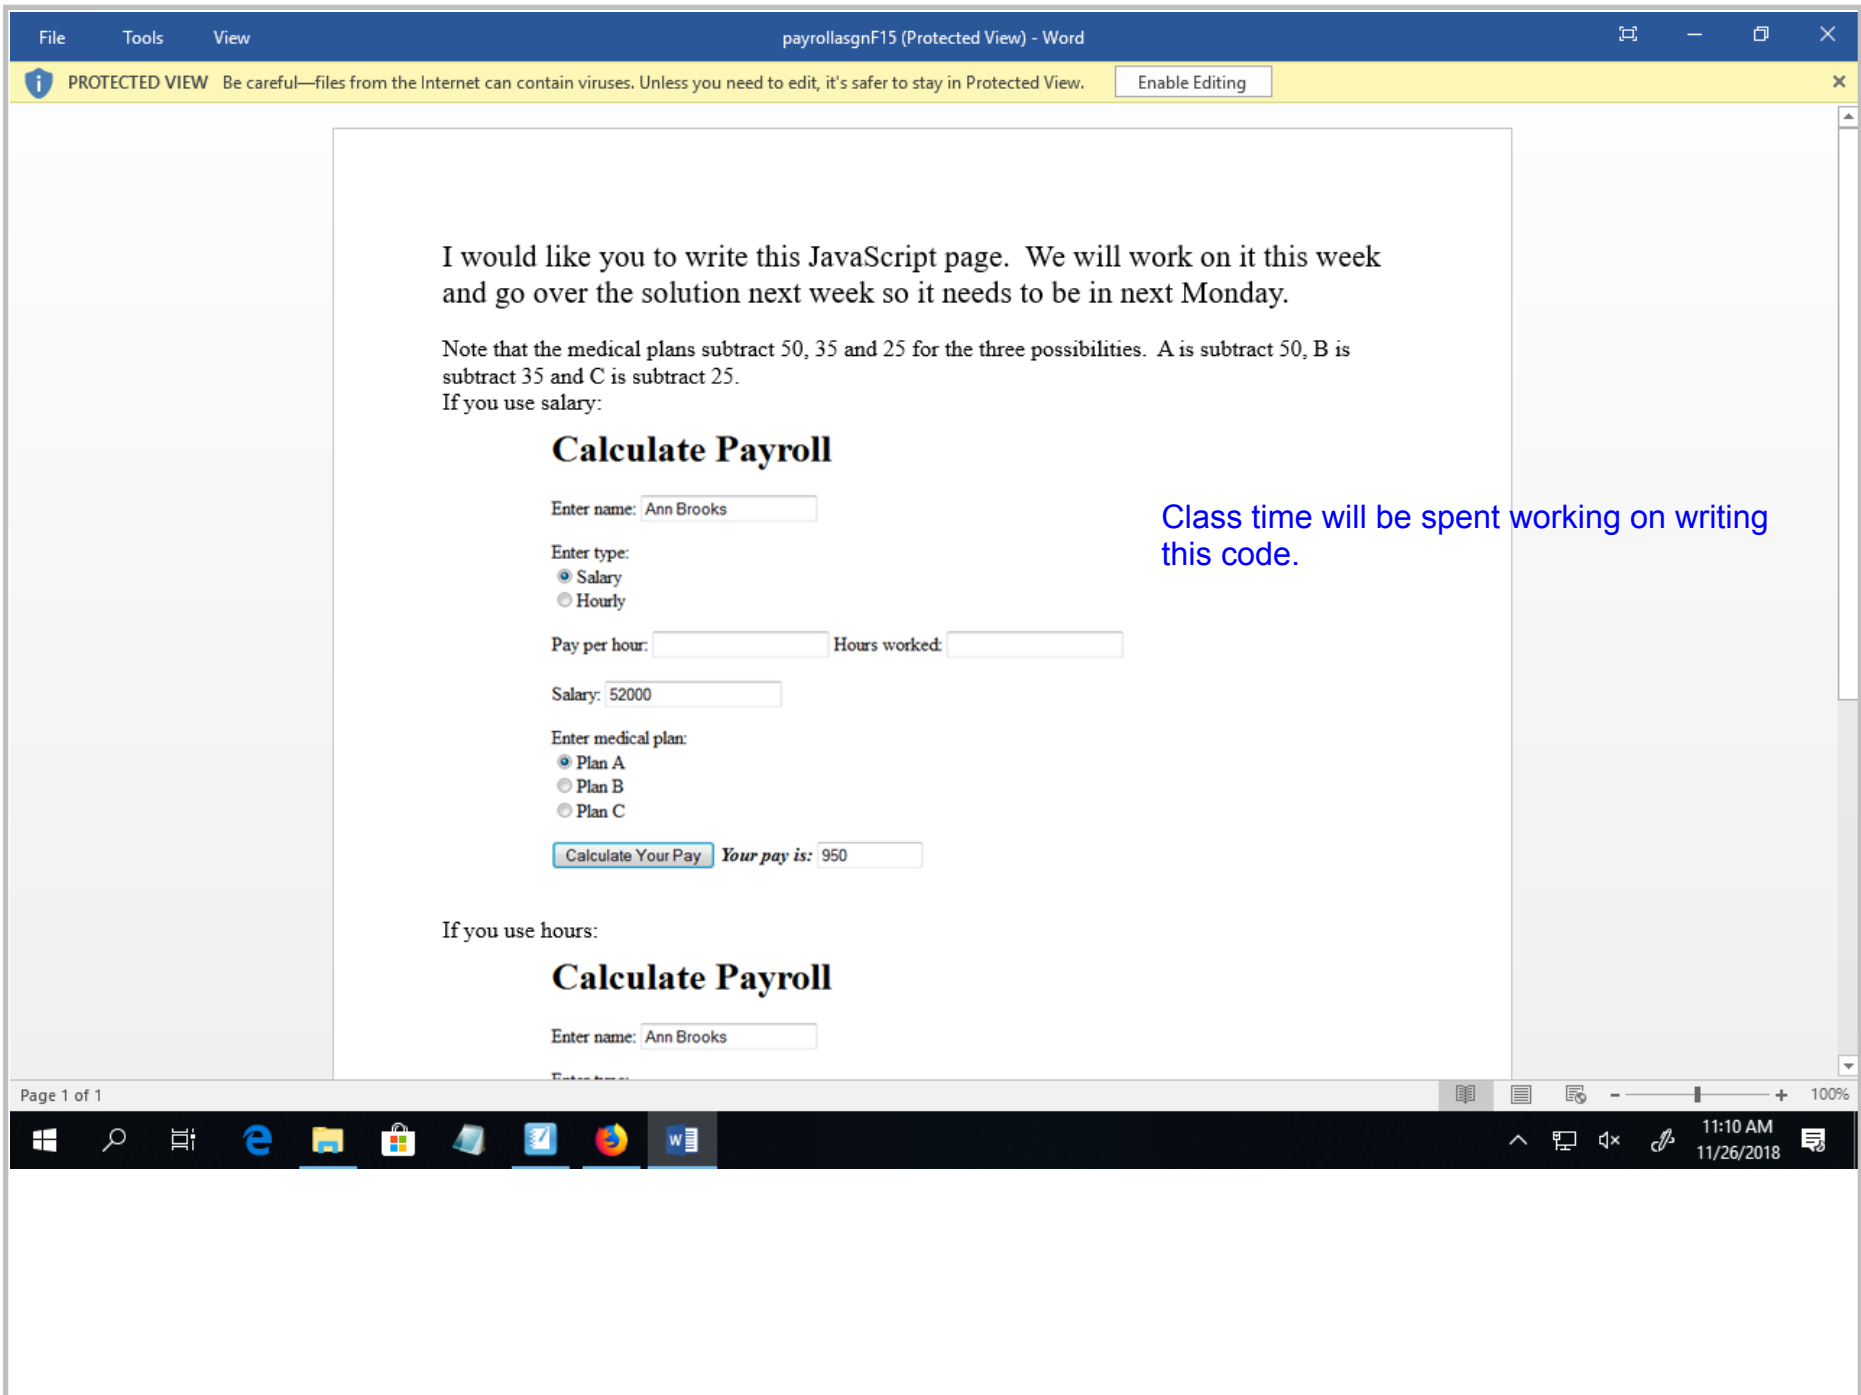 File Tools View payrollasgnF15 (Protected View) - Word
PROTECTED VIEW Be careful—files from the Internet can contain viruses. Unless you need to edit, it's safer to stay in Protected View. Enable Editing
I would like you to write this JavaScript page. We will work on it this week
and go over the solution next week so it needs to be in next Monday.
Note that the medical plans subtract 50, 35 and 25 for the three possibilities. A is subtract 50, B is
subtract 35 and C is subtract 25.
If you use salary:
Calculate Payroll
Enter name: Ann Brooks
Class time will be spent working on writing
this code.
Enter type:
Salary
Hourly
Pay per hour: Hours worked:
Salary: 52000
Enter medical plan:
Plan A
Plan B
Plan C
Calculate Your Pay Your pay is: 950
If you use hours:
Calculate Payroll
Enter name: Ann Brooks
Page 1 of 1 100%
11:10 AM
11/26/2018